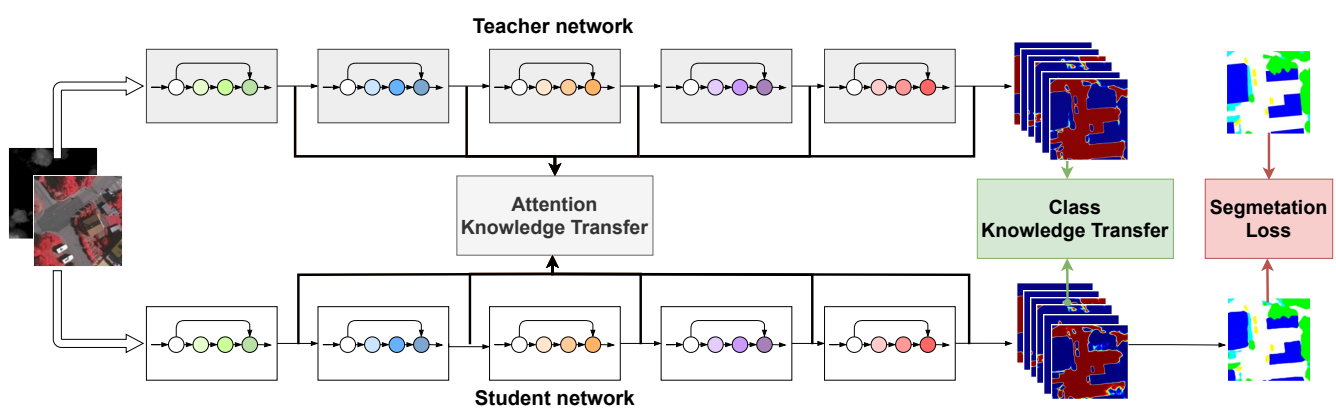 Teacher network
Attention
Knowledge Transfer
Class
Knowledge Transfer
Segmetation
Loss
Student network